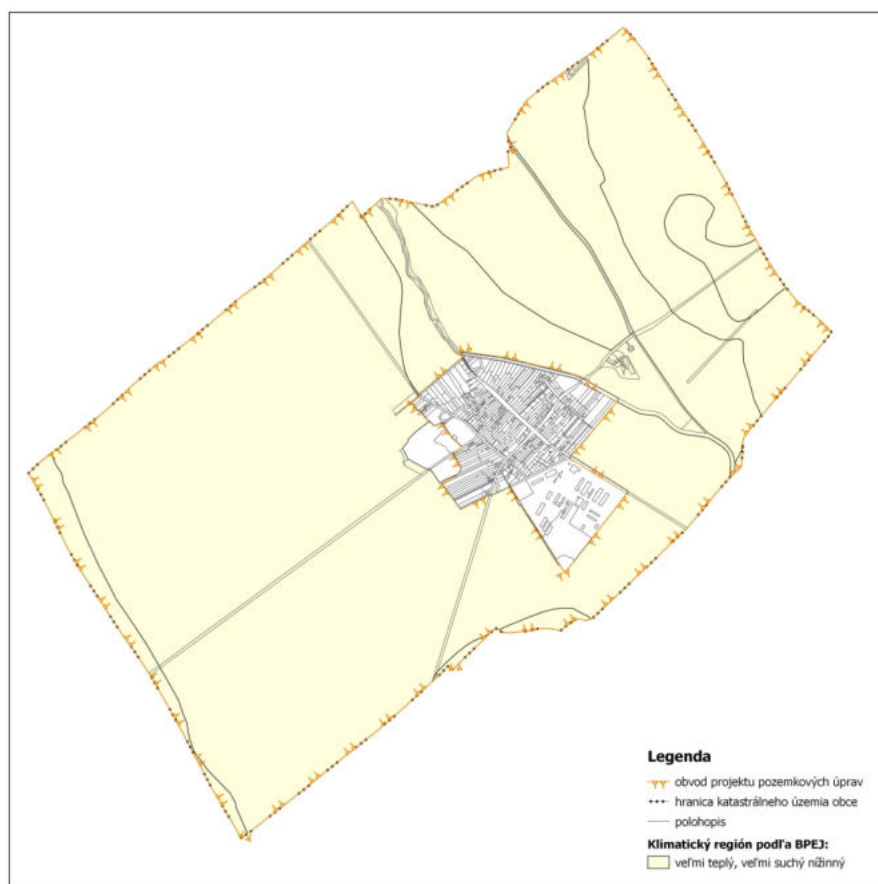 Legenda
obvod projektu pozemkových úprav
hranica katastrálneho územia obce
polohopis
Klimatický región podľa BPEJ:
veľmi teplý, veľmi suchý nížinný